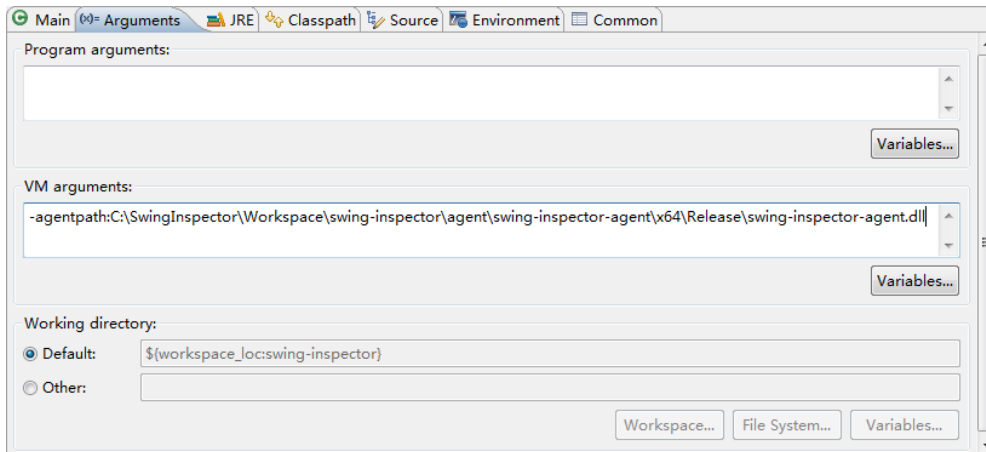 Main (x)= Arguments JRE Classpath Source Environment Common
Program arguments:
Variables...
VM arguments:
-agentpath:C:\SwingInspector\Workspace\swing-inspector\agent\swing-inspector-agent\x64\Release\swing-inspector-agent.dll
Variables...
Working directory:
Default: ${workspace_loc:swing-inspector}
Other:
Workspace... File System... Variables...